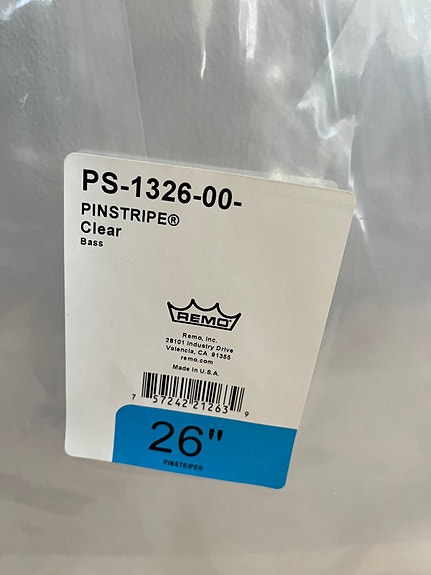 PS-1326-00-
PINSTRIPE®
Clear
Bass
REMO
Remo, Inc.
28101 Industry Drive
Valencia, CA 91355
remo.com
Made in U.S.A.
7 57242 21263 9
26"
PINSTRIPE®